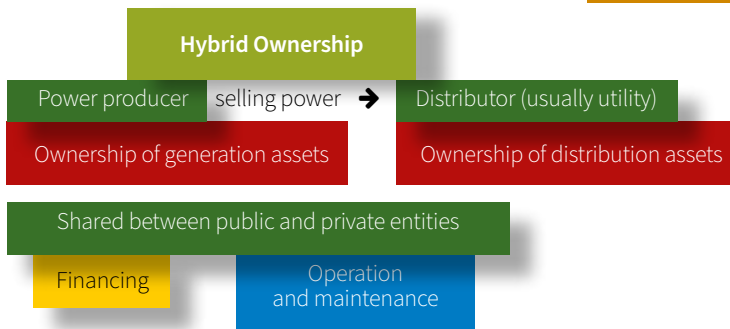 Hybrid Ownership
Power producer selling power → Distributor (usually utility)
Ownership of generation assets Ownership of distribution assets
Shared between public and private entities
Financing
Operation
and maintenance